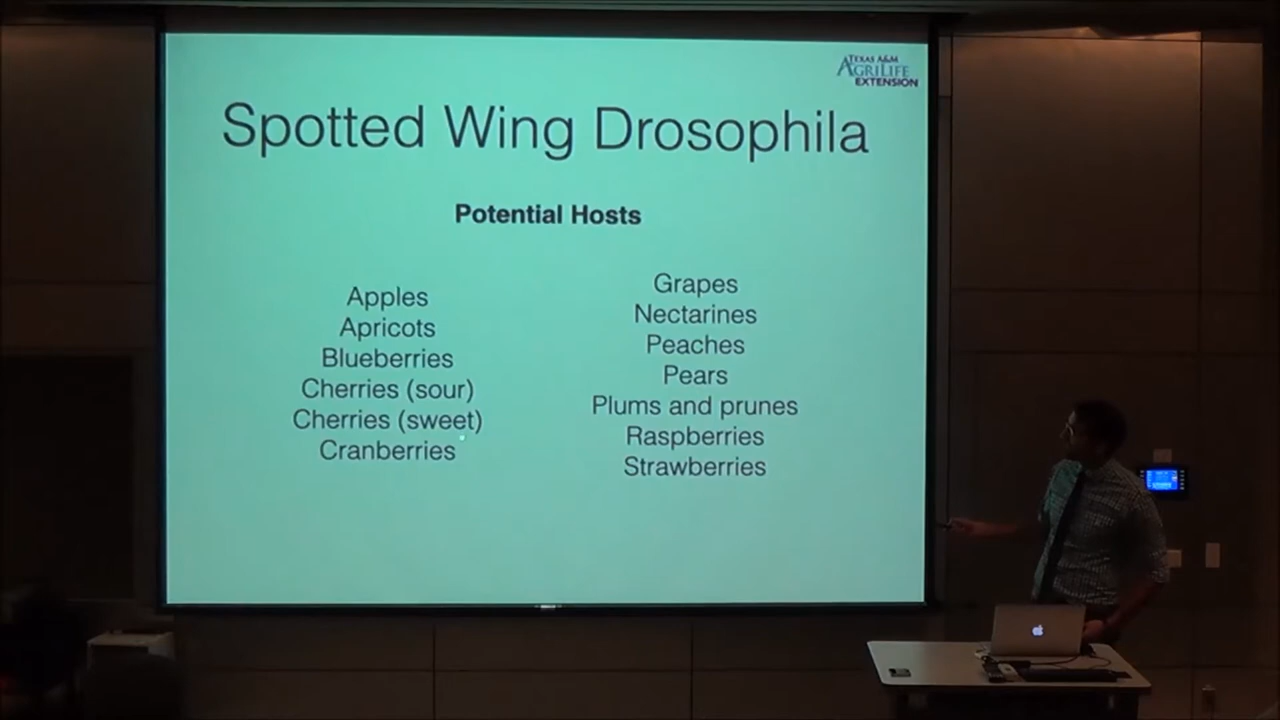 TEXAS A&M
AGRILIFE
EXTENSION
Spotted Wing Drosophila
Potential Hosts
Apples
Apricots
Blueberries
Cherries (sour)
Cherries (sweet)
Cranberries
Grapes
Nectarines
Peaches
Pears
Plums and prunes
Raspberries
Strawberries